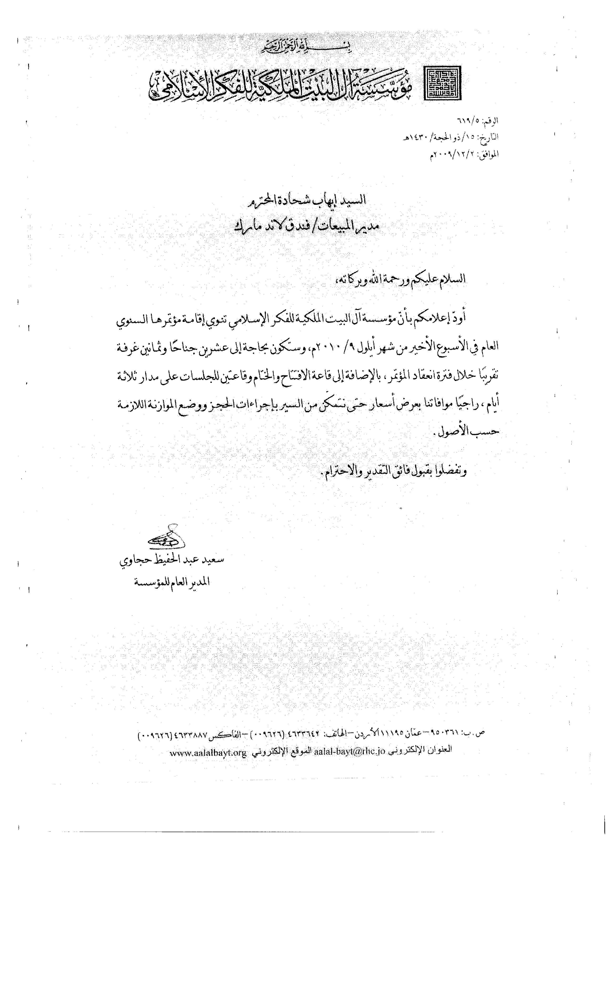 بسم الله الرحمن الرحيم
مؤسسة آل البيت الملكية للفكر الإسلامي
الرقم: ٦١٩/٥
التاريخ: ١٥/ذو الحجة/١٤٣٠هـ
الموافق: ٢٠٠٩/١٢/٢م
السيد إيهاب شحادة المحترم
مدير المبيعات/ فندق لاند مارك
السلام عليكم ورحمة الله وبركاته،
أودّ إعلامكم بأنّ مؤسسة آل البيت الملكية للفكر الإسلامي تنوي إقامة مؤتمرها السنوي
العام في الأسبوع الأخير من شهر أيلول ٢٠١٠/٩م، وستكون بحاجة إلى عشرين جناحًا وثمانين غرفة
تقريبًا خلال فترة انعقاد المؤتمر، بالإضافة إلى قاعة الافتتاح والختام وقاعتين للجلسات على مدار ثلاثة
أيام، راجيًا موافاتنا بعرض أسعار حتى نتمكن من السير بإجراءات الحجز ووضع الموازنة اللازمة
حسب الأصول.
وتفضلوا بقبول فائق التقدير والاحترام.
سعيد عبد الحفيظ حجاوي
المدير العام للمؤسسة
ص.ب: ٩٥٠٣٦١–عمّان ١١١٩٥ الأردن–الهاتف: ٤٦٣٣٦٤٢ (٠٠٩٦٢٦)–الفاكس ٤٦٣٣٨٨٧ (٠٠٩٦٢٦)
العنوان الإلكتروني aalal-bayt@rhc.jo الموقع الإلكتروني www.aalalbayt.org